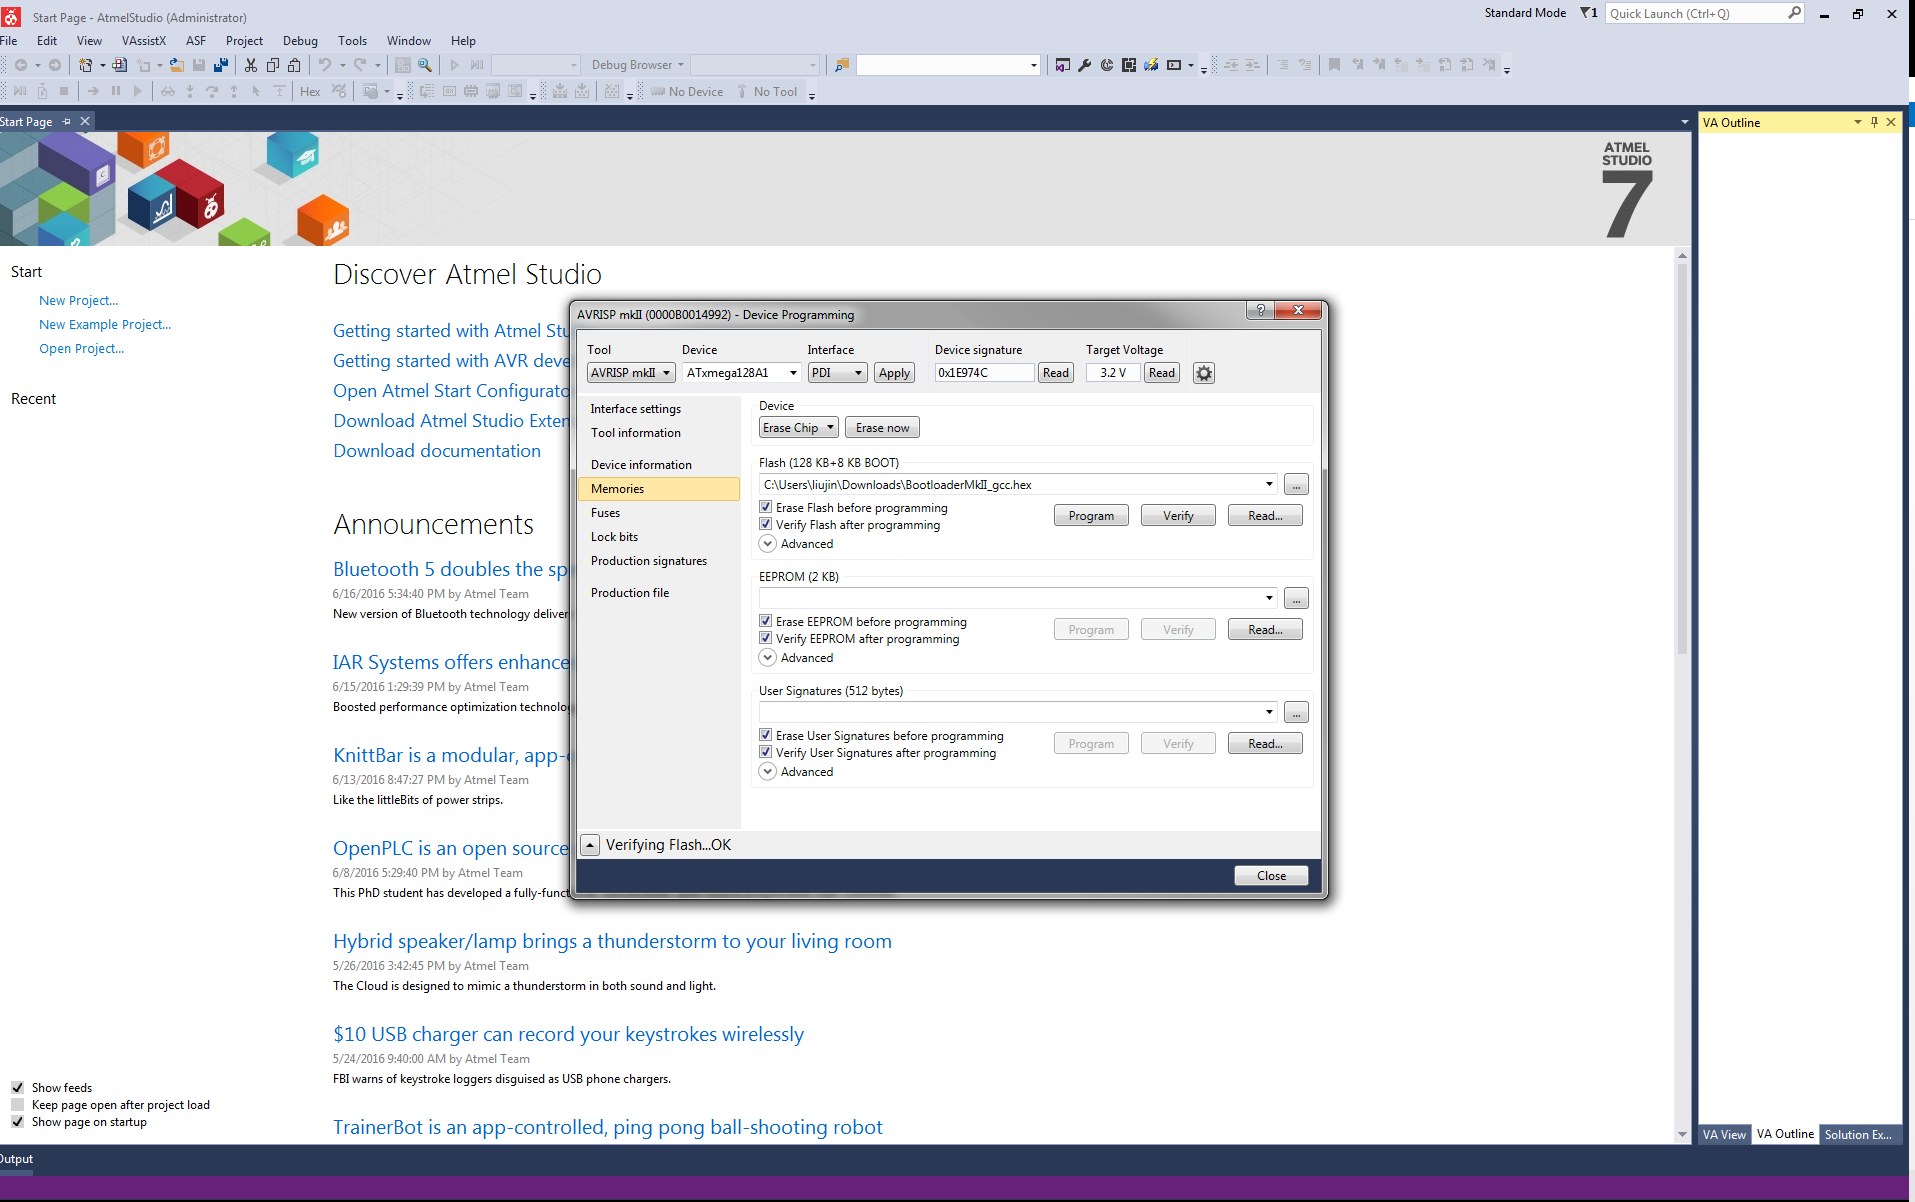 Start Page - AtmelStudio (Administrator)
Standard Mode
1
Quick Launch (Ctrl+Q)
File Edit View VAssistX ASF Project Debug Tools Window Help
Debug Browser
Hex
No Device
No Tool
Start Page
VA Outline
ATMEL
STUDIO
7
Start
New Project...
New Example Project...
Open Project...
Recent
Discover Atmel Studio
Getting started with Atmel Stu
Getting started with AVR deve
Open Atmel Start Configurato
Download Atmel Studio Exten
Download documentation
Announcements
Bluetooth 5 doubles the sp
6/16/2016 5:34:40 PM by Atmel Team
New version of Bluetooth technology deliver
IAR Systems offers enhance
6/15/2016 1:29:39 PM by Atmel Team
Boosted performance optimization technolog
KnittBar is a modular, app-c
6/13/2016 8:47:27 PM by Atmel Team
Like the littleBits of power strips.
OpenPLC is an open source
6/8/2016 5:29:40 PM by Atmel Team
This PhD student has developed a fully-funct
Hybrid speaker/lamp brings a thunderstorm to your living room
5/26/2016 3:42:45 PM by Atmel Team
The Cloud is designed to mimic a thunderstorm in both sound and light.
$10 USB charger can record your keystrokes wirelessly
5/24/2016 9:40:00 AM by Atmel Team
FBI warns of keystroke loggers disguised as USB phone chargers.
TrainerBot is an app-controlled, ping pong ball-shooting robot
Show feeds
Keep page open after project load
Show page on startup
AVRISP mkII (0000B0014992) - Device Programming
Tool Device Interface Device signature Target Voltage
AVRISP mkII ATxmega128A1 PDI Apply 0x1E974C Read 3.2 V Read
Interface settings
Tool information
Device information
Memories
Fuses
Lock bits
Production signatures
Production file
Device
Erase Chip Erase now
Flash (128 KB+8 KB BOOT)
C:\Users\liujin\Downloads\BootloaderMkII_gcc.hex ...
Erase Flash before programming
Verify Flash after programming
Program Verify Read...
Advanced
EEPROM (2 KB)
...
Erase EEPROM before programming
Verify EEPROM after programming
Program Verify Read...
Advanced
User Signatures (512 bytes)
...
Erase User Signatures before programming
Verify User Signatures after programming
Program Verify Read...
Advanced
Verifying Flash...OK
Close
VA View VA Outline Solution Ex...
Output